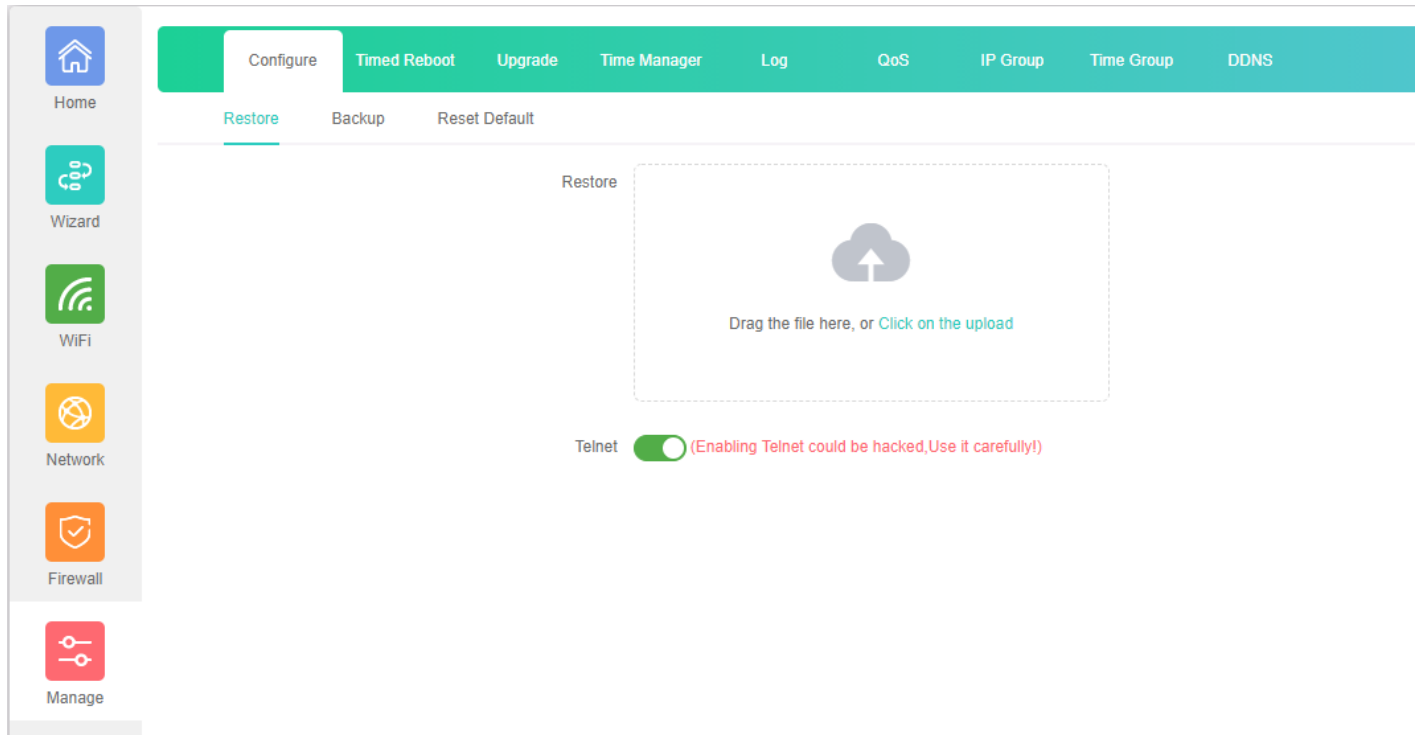 Home
Wizard
WiFi
Network
Firewall
Manage
Configure Timed Reboot Upgrade Time Manager Log QoS IP Group Time Group DDNS
Restore Backup Reset Default
Restore
Drag the file here, or Click on the upload
Telnet (Enabling Telnet could be hacked,Use it carefully!)